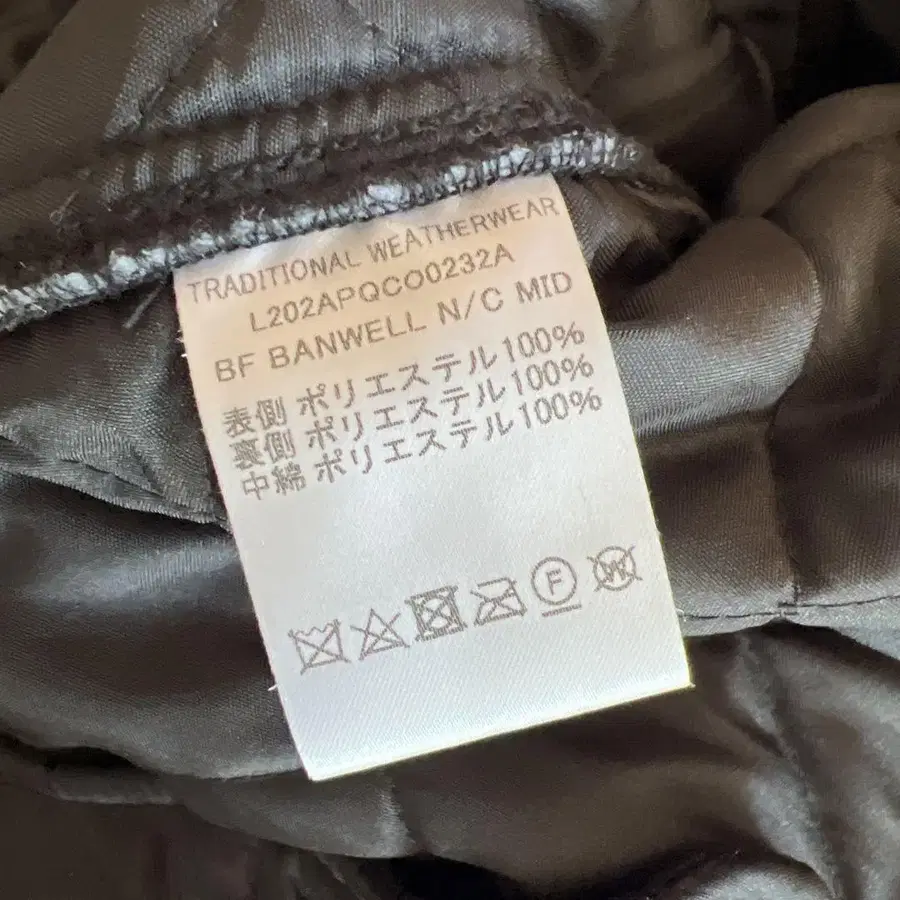 TRADITIONAL WEATHERWEAR
L202APQCO0232A
BF BANWELL N/C MID
表側 ポリエステル100%
裏側 ポリエステル100%
中綿 ポリエステル100%
F W